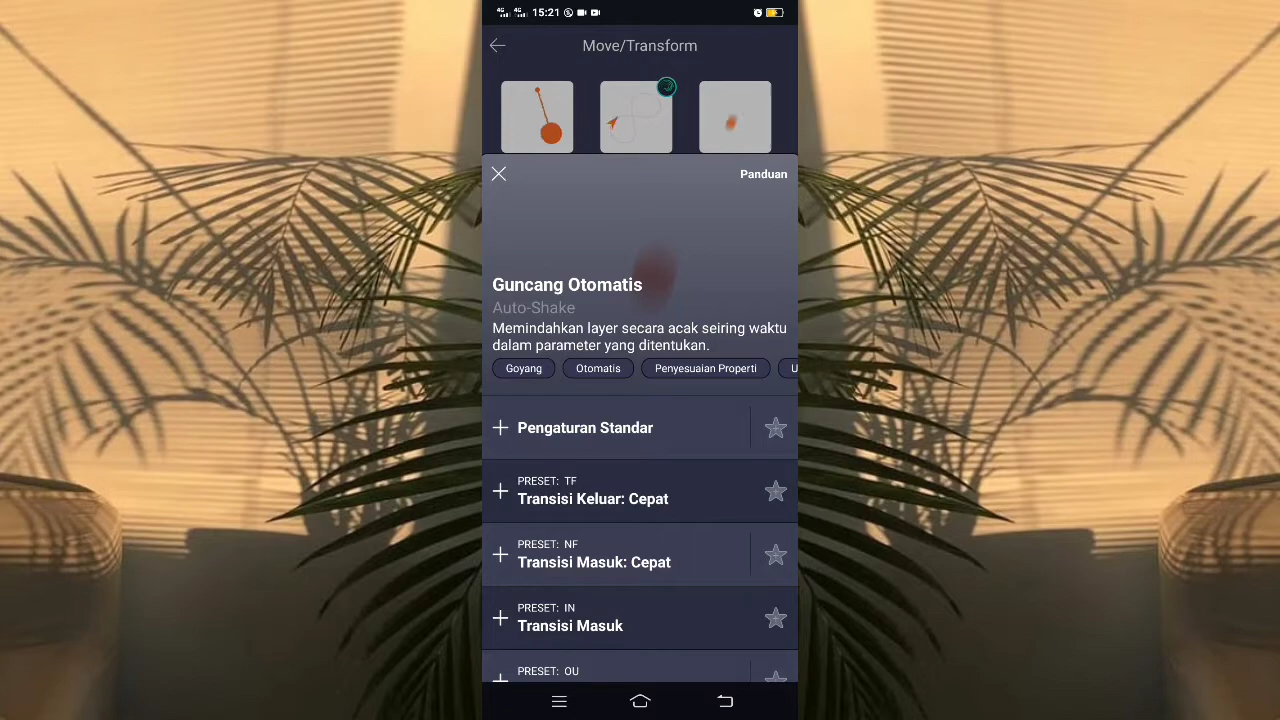 4G 4G 15:21
Move/Transform
Panduan
Guncang Otomatis
Auto-Shake
Memindahkan layer secara acak seiring waktu
dalam parameter yang ditentukan.
Goyang Otomatis Penyesuaian Properti U
Pengaturan Standar
PRESET: TF
Transisi Keluar: Cepat
PRESET: NF
Transisi Masuk: Cepat
PRESET: IN
Transisi Masuk
PRESET: OU